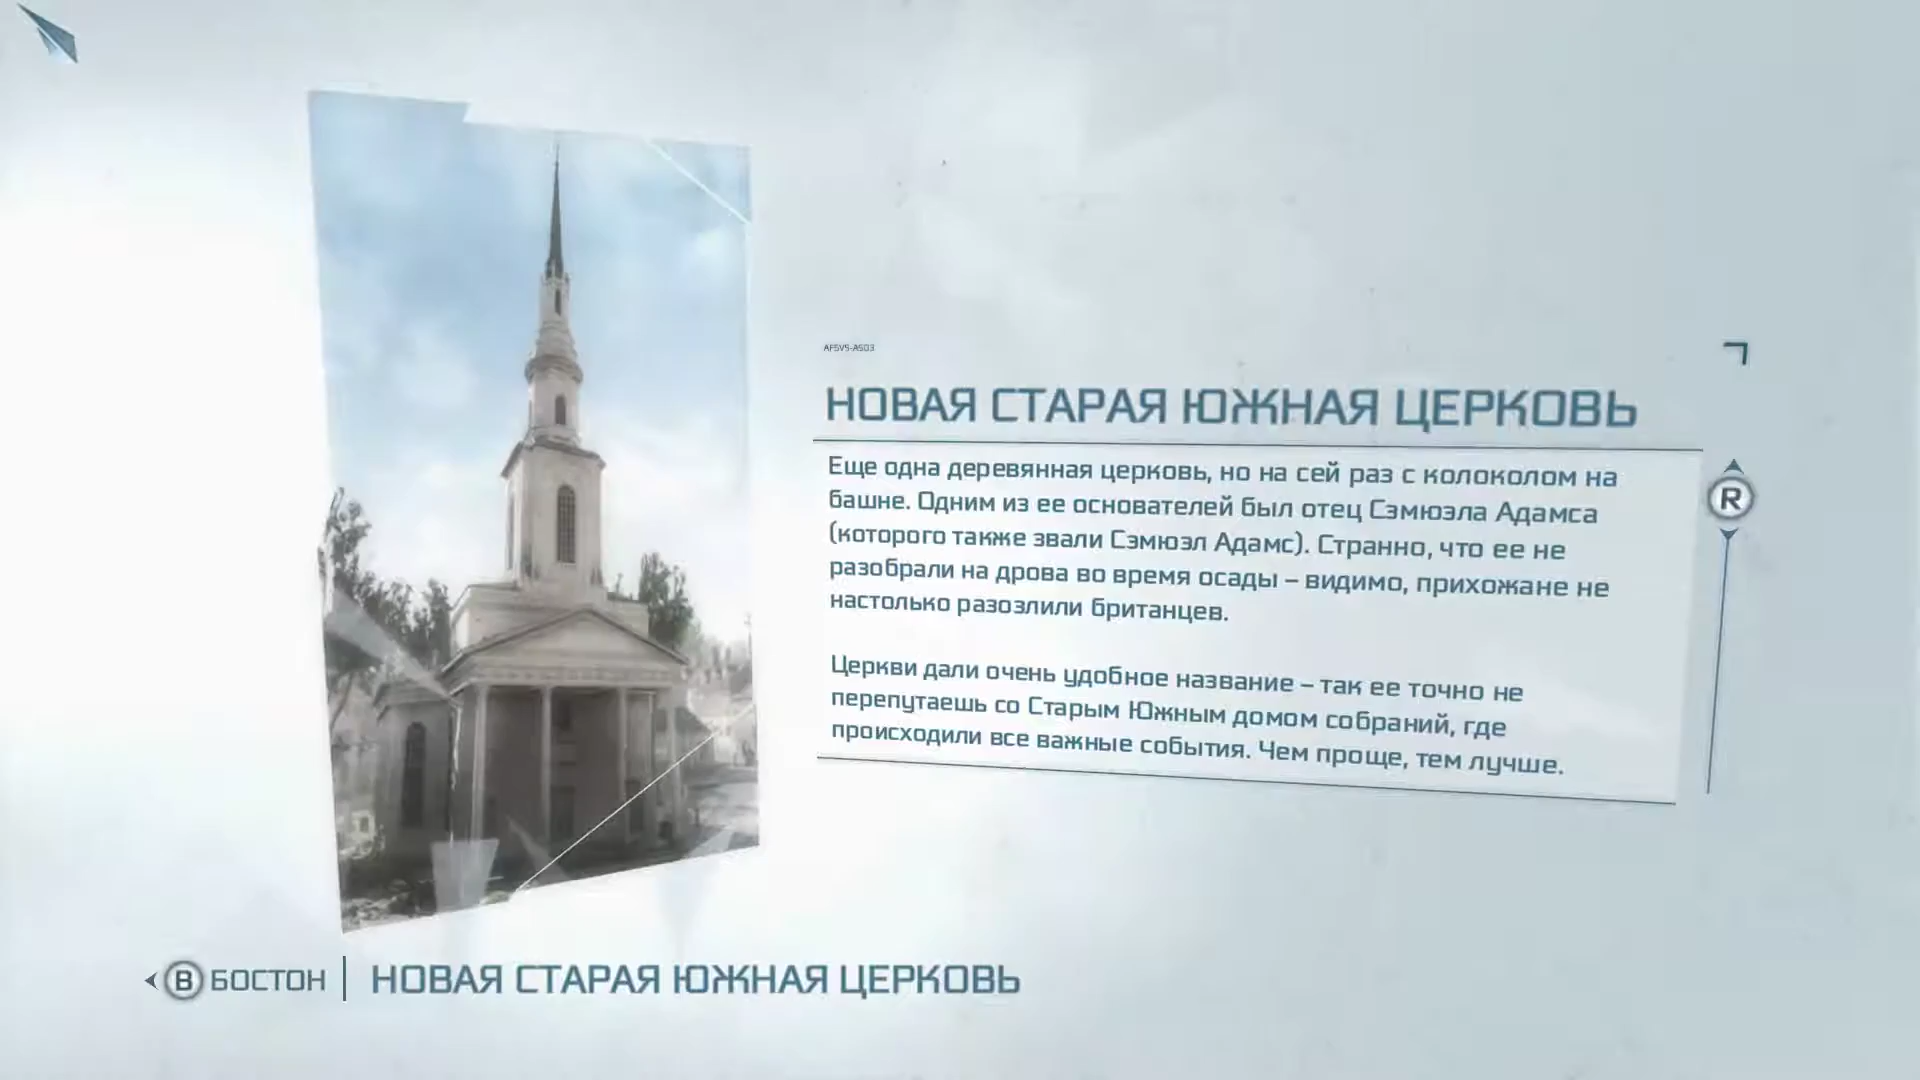 AFSVS-AS03
НОВАЯ СТАРАЯ ЮЖНАЯ ЦЕРКОВЬ
Еще одна деревянная церковь, но на сей раз с колоколом на
башне. Одним из ее основателей был отец Сэмюэла Адамса
(которого также звали Сэмюэл Адамс). Странно, что ее не
разобрали на дрова во время осады – видимо, прихожане не
настолько разозлили британцев.
Церкви дали очень удобное название – так ее точно не
перепутаешь со Старым Южным домом собраний, где
происходили все важные события. Чем проще, тем лучше.
R
B БОСТОН
НОВАЯ СТАРАЯ ЮЖНАЯ ЦЕРКОВЬ